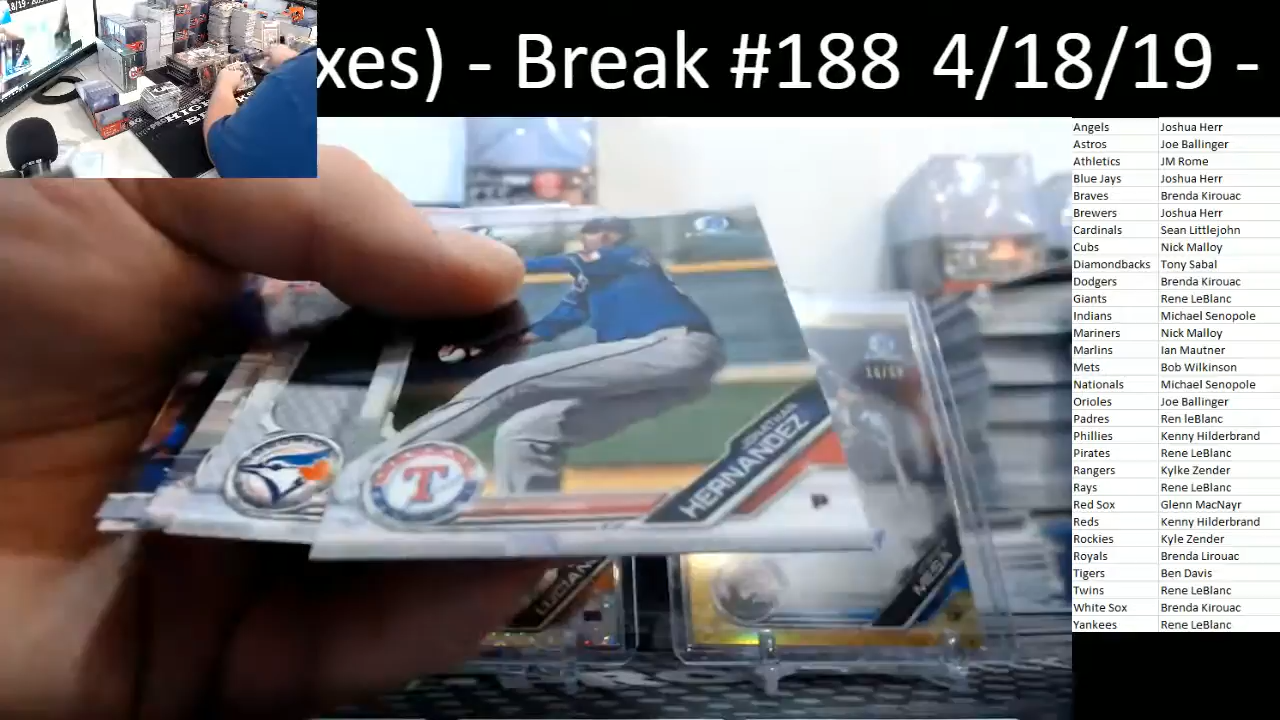 xes) - Break #188 4/18/19 -
Angels Joshua Herr
Astros Joe Ballinger
Athletics JM Rome
Blue Jays Joshua Herr
Braves Brenda Kirouac
Brewers Joshua Herr
Cardinals Sean Littlejohn
Cubs Nick Malloy
Diamondbacks Tony Sabal
Dodgers Brenda Kirouac
Giants Rene LeBlanc
Indians Michael Senopole
Mariners Nick Malloy
Marlins Ian Mautner
Mets Bob Wilkinson
Nationals Michael Senopole
Orioles Joe Ballinger
Padres Ren leBlanc
Phillies Kenny Hilderbrand
Pirates Rene LeBlanc
Rangers Kylke Zender
Rays Rene LeBlanc
Red Sox Glenn MacNayr
Reds Kenny Hilderbrand
Rockies Kyle Zender
Royals Brenda Lirouac
Tigers Ben Davis
Twins Rene LeBlanc
White Sox Brenda Kirouac
Yankees Rene LeBlanc
JONATHAN
HERNANDEZ
P
T
MESA